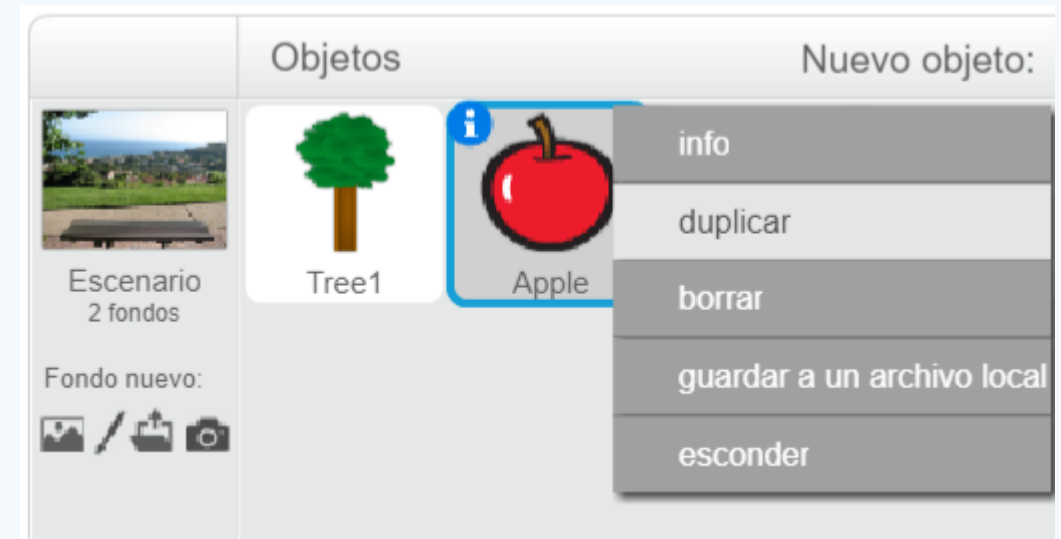 Objetos
Nuevo objeto:
Escenario
2 fondos
Fondo nuevo:
Tree1
Apple
info
duplicar
borrar
guardar a un archivo local
esconder